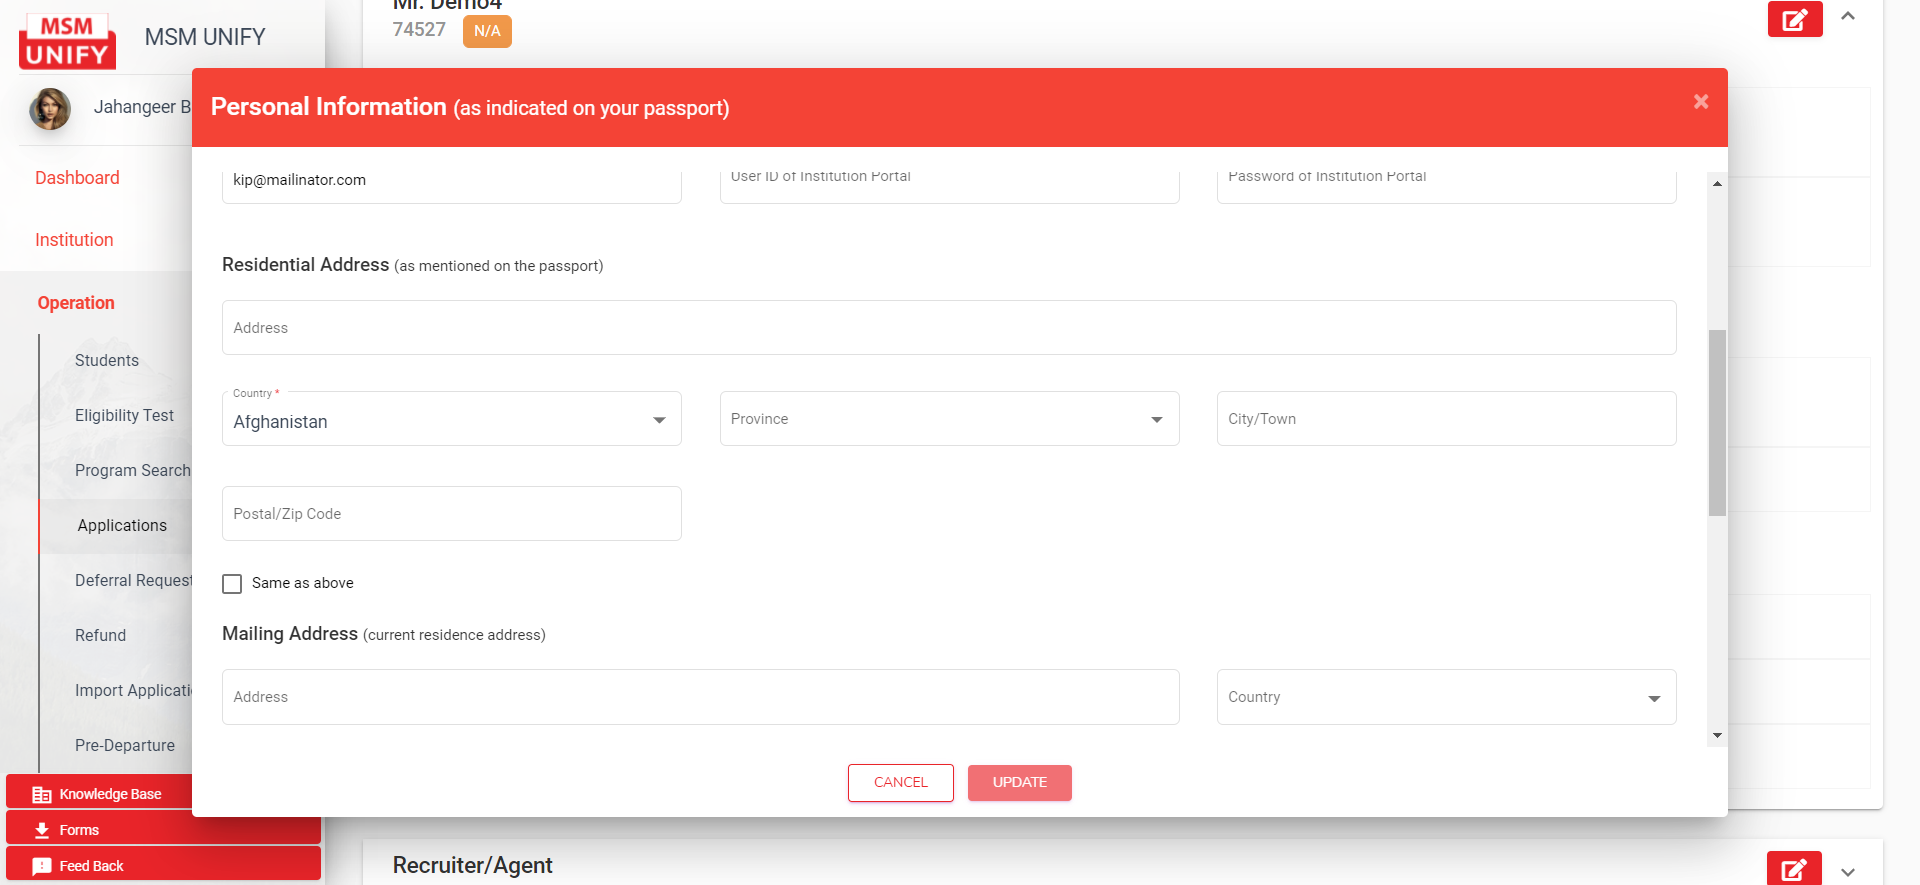 MSM
UNIFY
MSM UNIFY
Jahangeer B
Dashboard
Institution
Operation
Students
Eligibility Test
Program Search
Applications
Deferral Request
Refund
Import Applicati
Pre-Departure
Knowledge Base
Forms
Feed Back
Mr. Demo4
74527
N/A
Personal Information (as indicated on your passport)
×
kip@mailinator.com
User ID of Institution Portal
Password of Institution Portal
Residential Address (as mentioned on the passport)
Address
Country *
Afghanistan
Province
City/Town
Postal/Zip Code
Same as above
Mailing Address (current residence address)
Address
Country
CANCEL
UPDATE
Recruiter/Agent